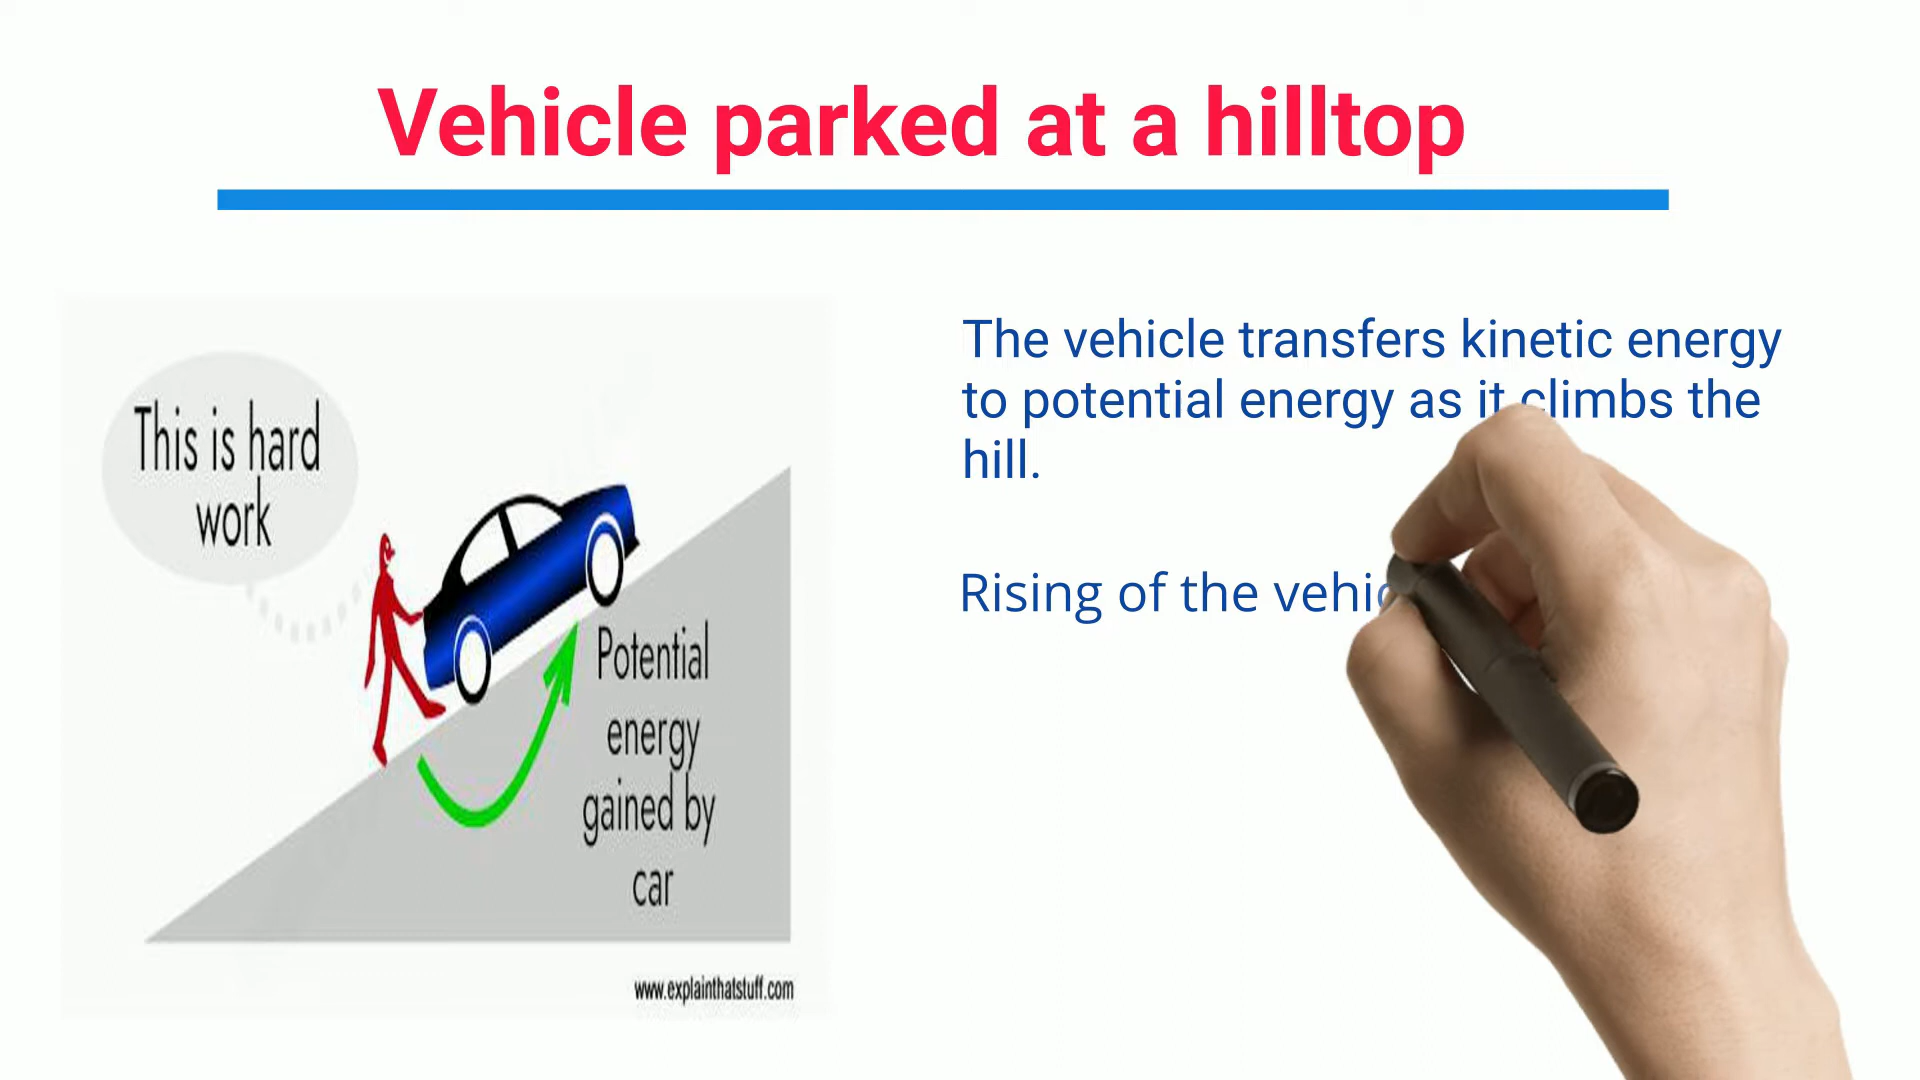 Vehicle parked at a hilltop
This is hard
work
Potential
energy
gained by
car
www.explainthatstuff.com
The vehicle transfers kinetic energy
to potential energy as it climbs the
hill.
Rising of the